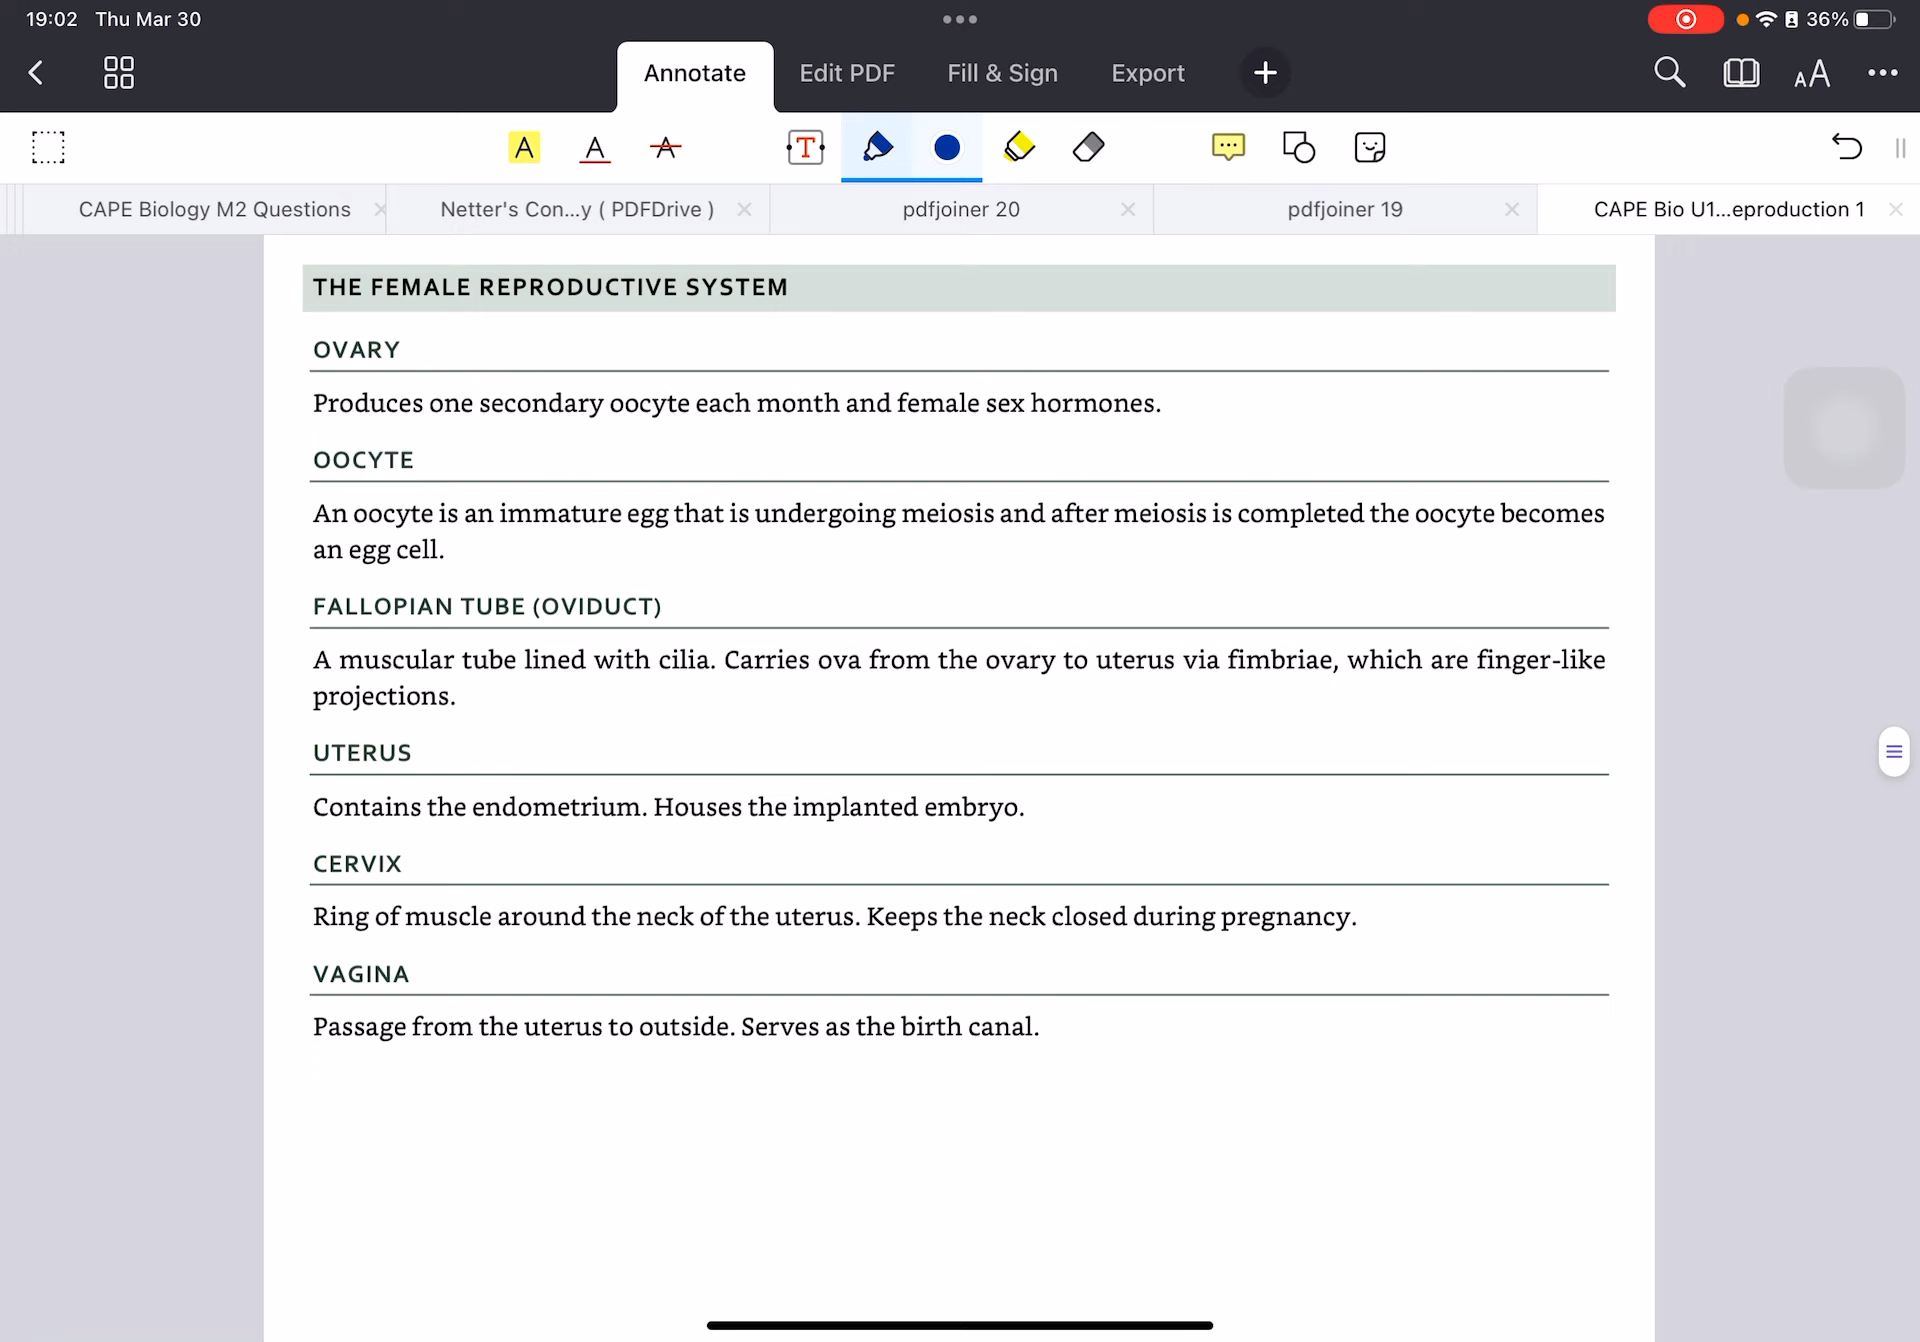 19:02 Thu Mar 30
36%
Annotate Edit PDF Fill & Sign Export
AA
A A A T
CAPE Biology M2 Questions Netter's Con...y ( PDFDrive ) pdfjoiner 20 pdfjoiner 19 CAPE Bio U1...eproduction 1
THE FEMALE REPRODUCTIVE SYSTEM
OVARY
Produces one secondary oocyte each month and female sex hormones.
OOCYTE
An oocyte is an immature egg that is undergoing meiosis and after meiosis is completed the oocyte becomes
an egg cell.
FALLOPIAN TUBE (OVIDUCT)
A muscular tube lined with cilia. Carries ova from the ovary to uterus via fimbriae, which are finger-like
projections.
UTERUS
Contains the endometrium. Houses the implanted embryo.
CERVIX
Ring of muscle around the neck of the uterus. Keeps the neck closed during pregnancy.
VAGINA
Passage from the uterus to outside. Serves as the birth canal.